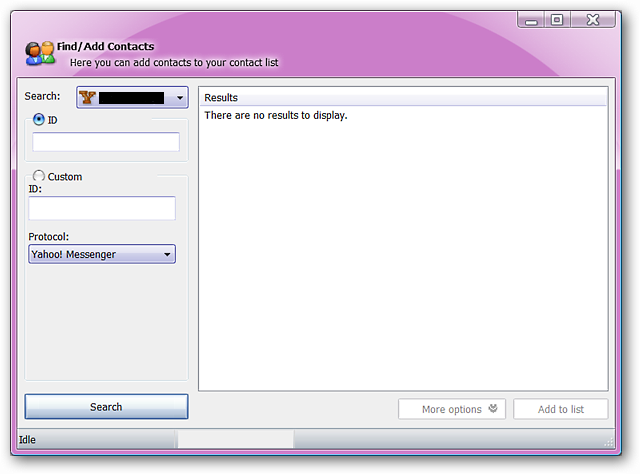 Find/Add Contacts
Here you can add contacts to your contact list
Search:
ID
Custom
ID:
Protocol:
Yahoo! Messenger
Search
Results
There are no results to display.
More options
Add to list
Idle